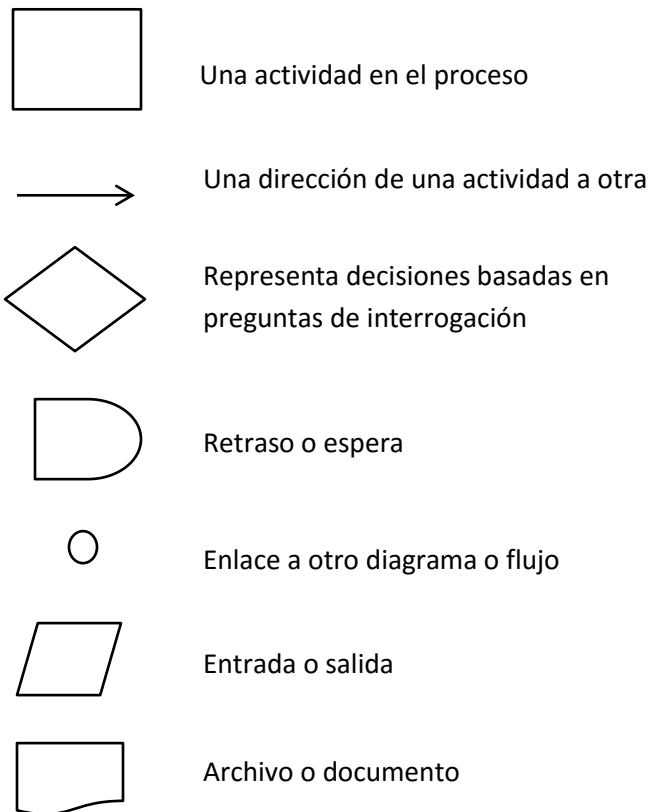 Una actividad en el proceso
Una dirección de una actividad a otra
Representa decisiones basadas en
preguntas de interrogación
Retraso o espera
Enlace a otro diagrama o flujo
Entrada o salida
Archivo o documento